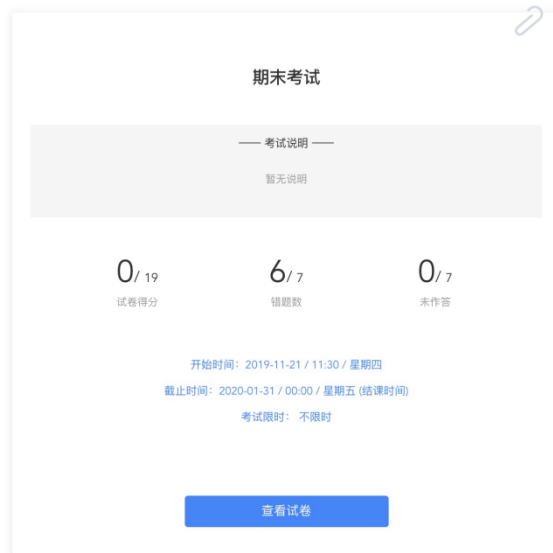 期末考试
—— 考试说明 ——
暂无说明
0/ 19 6/ 7 0/ 7
试卷得分 错题数 未作答
开始时间：2019-11-21 / 11:30 / 星期四
截止时间：2020-01-31 / 00:00 / 星期五 (结课时间)
考试限时： 不限时
查看试卷